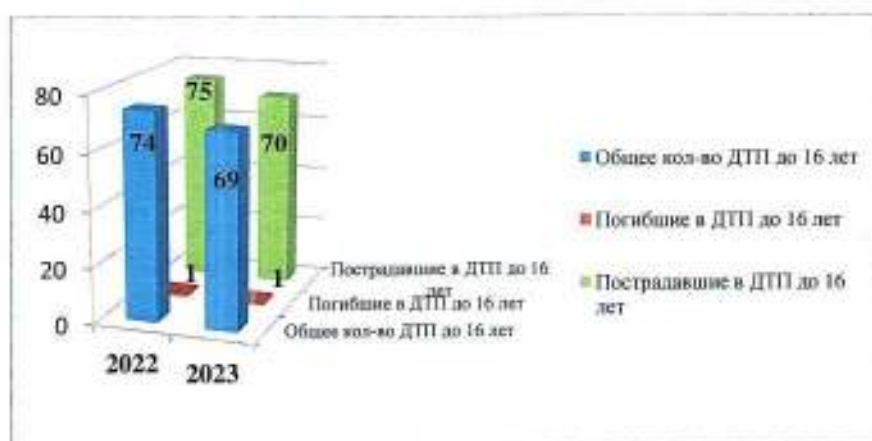 80
60
40
20
0
74
75
69
70
1
1
2022
2023
Пострадавшие в ДТП до 16
лет
Погибшие в ДТП до 16 лет
Общее кол-во ДТП до 16 лет
Общее кол-во ДТП до 16 лет
Погибшие в ДТП до 16 лет
Пострадавшие в ДТП до 16
лет